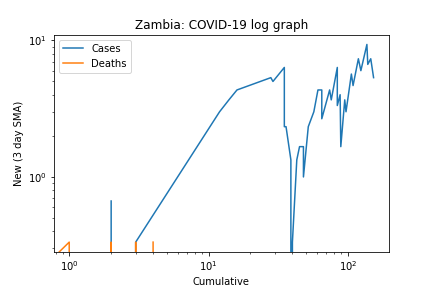 Zambia: COVID-19 log graph
Cases
Deaths
New (3 day SMA)
10¹
10⁰
10⁰ 10¹ 10²
Cumulative